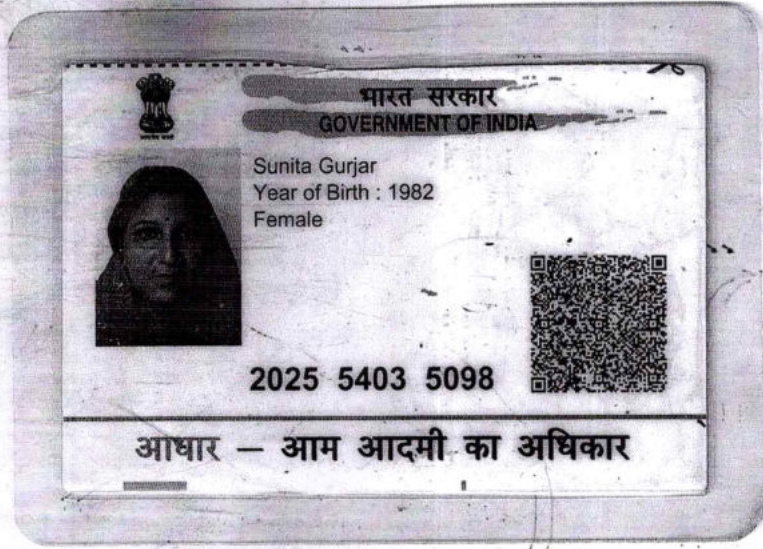 भारत सरकार
GOVERNMENT OF INDIA
Sunita Gurjar
Year of Birth : 1982
Female
2025 5403 5098
आधार – आम आदमी का अधिकार